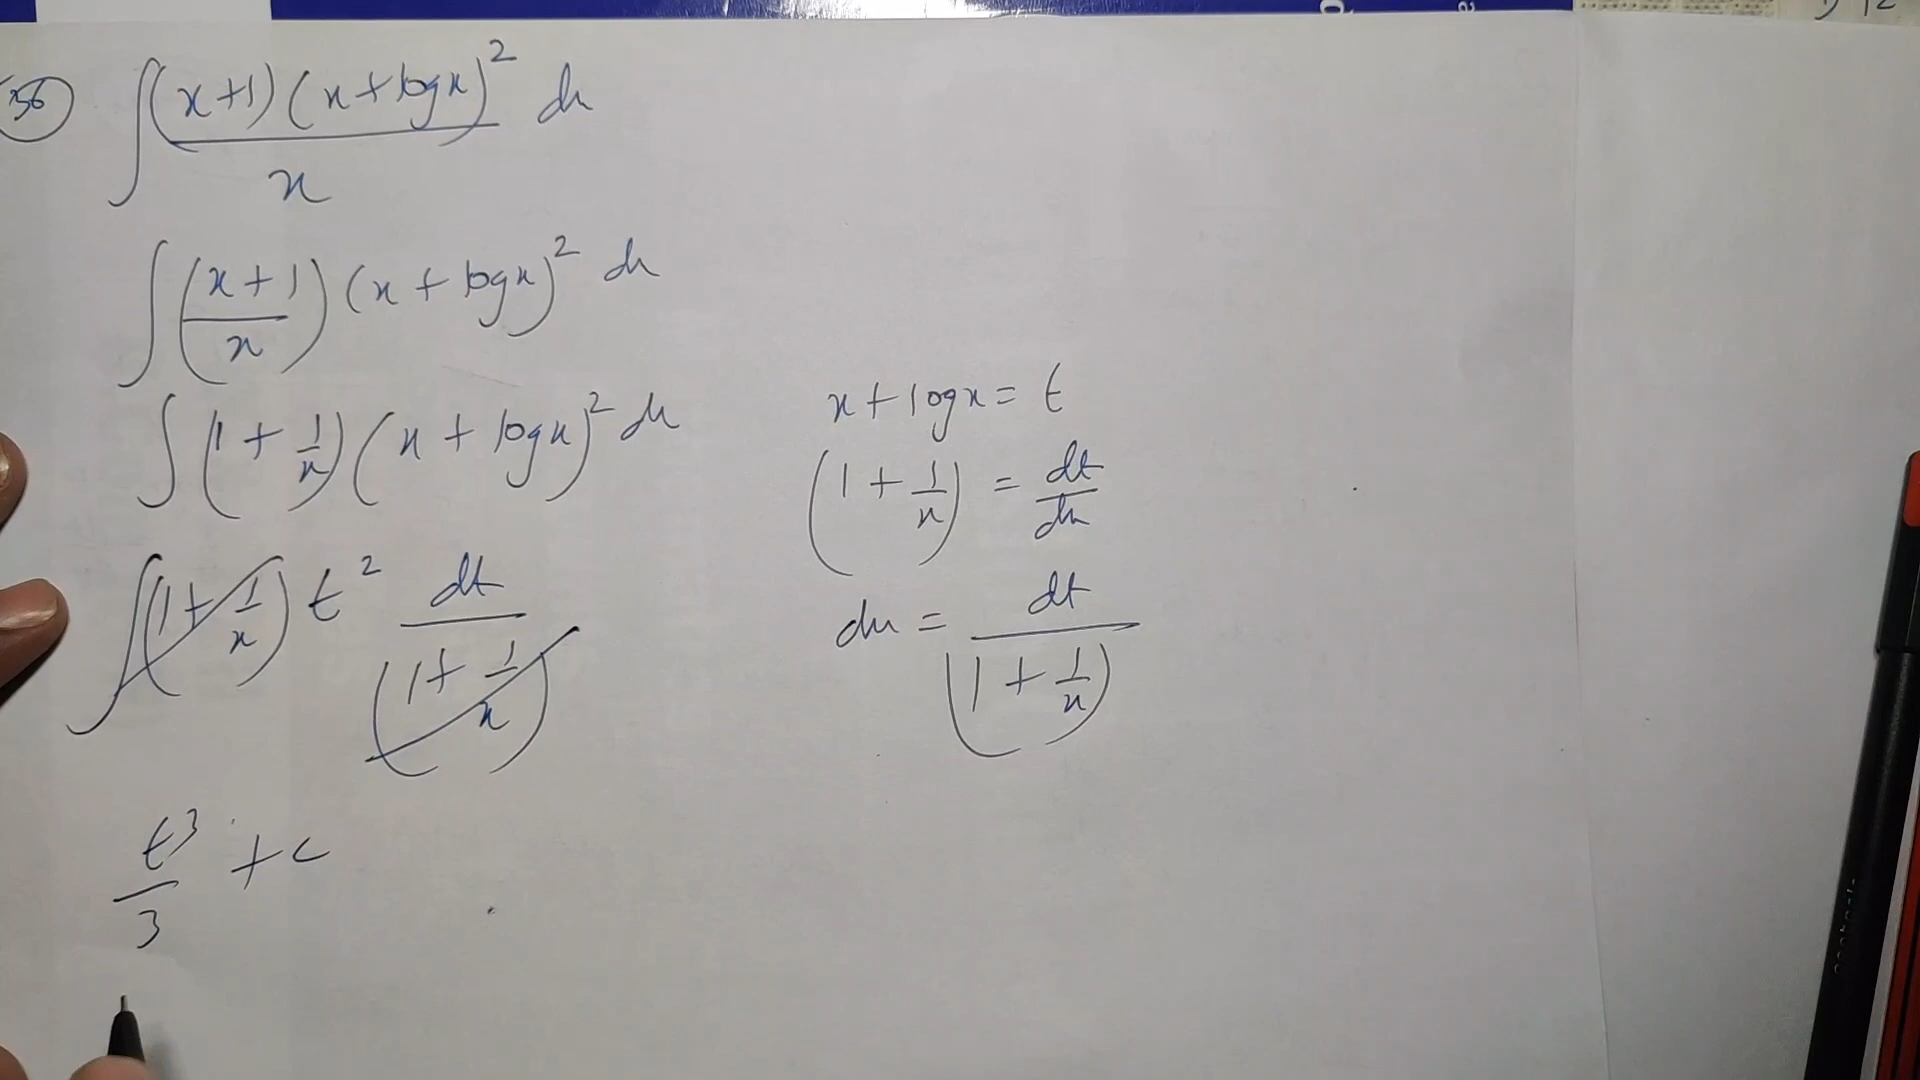 36 ∫ (x+1)(x+logx)² / x dx
∫ ((x+1)/x) (x + logx)² dx
∫ (1 + 1/x) (x + logx)² dx
∫ (1 + 1/x) t² dt / (1 + 1/x)
t³/3 + c
x + logx = t
(1 + 1/x) = dt/dx
dx = dt / (1 + 1/x)